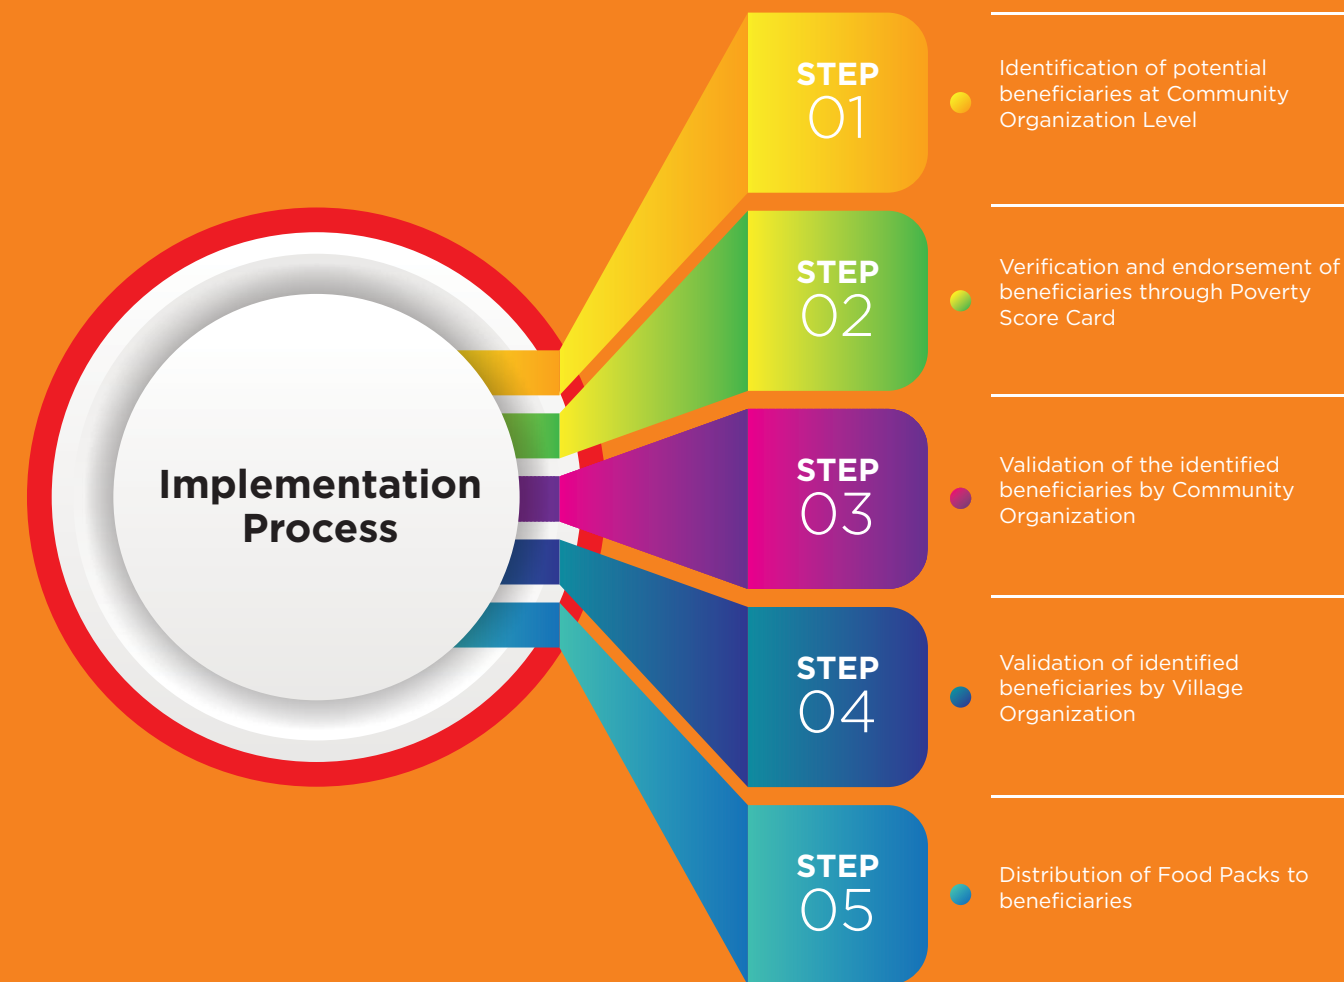 Implementation
Process
STEP
01
Identification of potential
beneficiaries at Community
Organization Level
STEP
02
Verification and endorsement of
beneficiaries through Poverty
Score Card
STEP
03
Validation of the identified
beneficiaries by Community
Organization
STEP
04
Validation of identified
beneficiaries by Village
Organization
STEP
05
Distribution of Food Packs to
beneficiaries